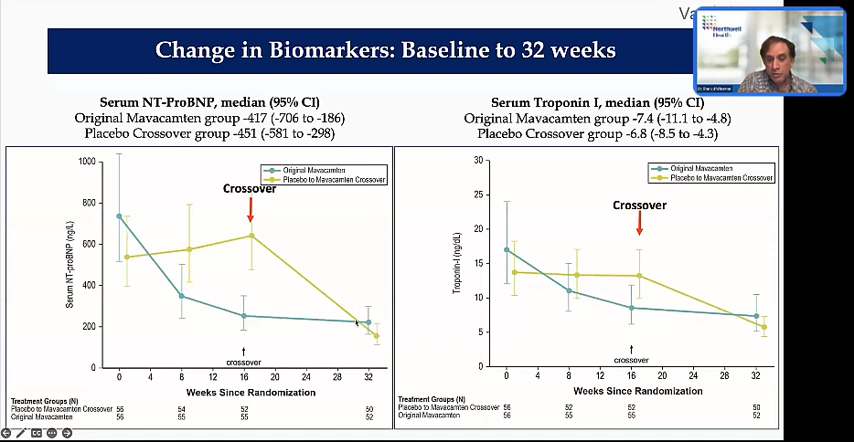 Change in Biomarkers: Baseline to 32 weeks
Northwell
Health
Serum NT-ProBNP, median (95% CI)
Original Mavacamten group -417 (-706 to -186)
Placebo Crossover group -451 (-581 to -298)
Serum Troponin I, median (95% CI)
Original Mavacamten group -7.4 (-11.1 to -4.8)
Placebo Crossover group -6.8 (-8.5 to -4.3)
Original Mavacamten
Placebo to Mavacamten Crossover
Crossover
Serum NT-proBNP (ng/L)
1000
800
600
400
200
0
crossover
0 4 8 12 16 20 24 28 32
Weeks Since Randomization
Treatment Groups (N)
Placebo to Mavacamten Crossover 56 54 52 50
Original Mavacamten 56 55 55 52
Original Mavacamten
Placebo to Mavacamten Crossover
Crossover
Troponin-I (ng/dL)
30
25
20
15
10
5
0
crossover
0 4 8 12 16 20 24 28 32
Weeks Since Randomization
Treatment Groups (N)
Placebo to Mavacamten Crossover 56 52 52 50
Original Mavacamten 56 55 55 52